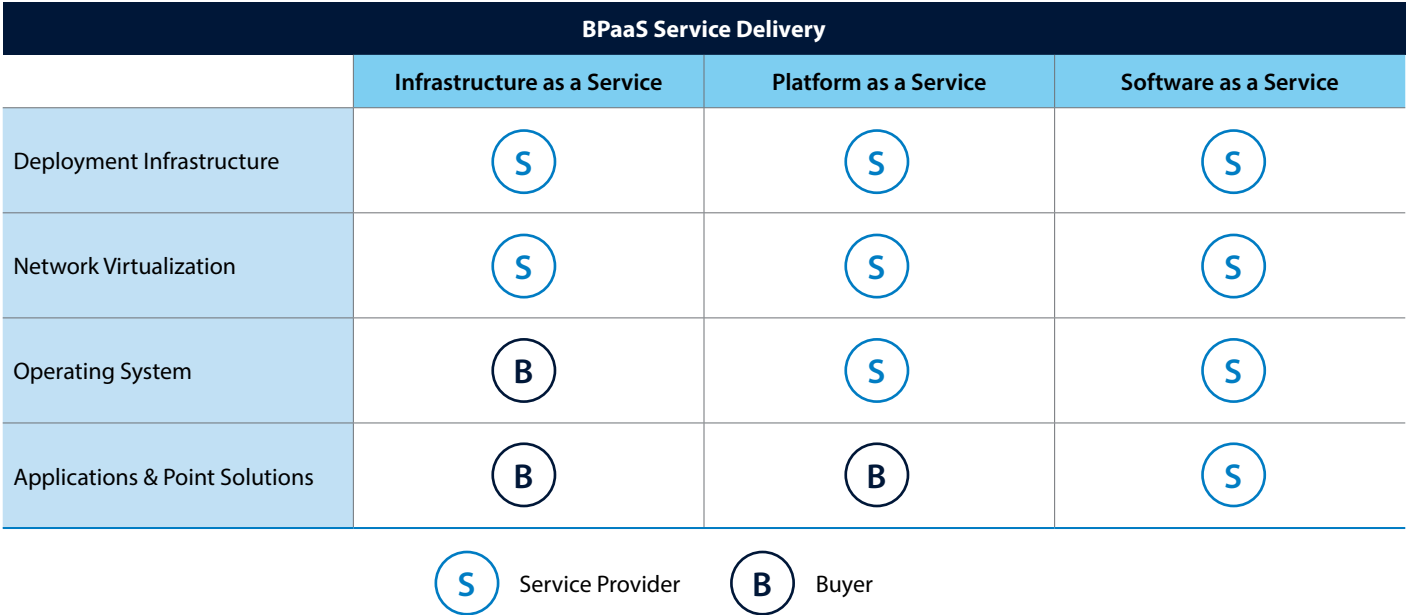 BPaaS Service Delivery
Infrastructure as a Service Platform as a Service Software as a Service
Deployment Infrastructure S S S
Network Virtualization S S S
Operating System B S S
Applications & Point Solutions B B S
S Service Provider B Buyer